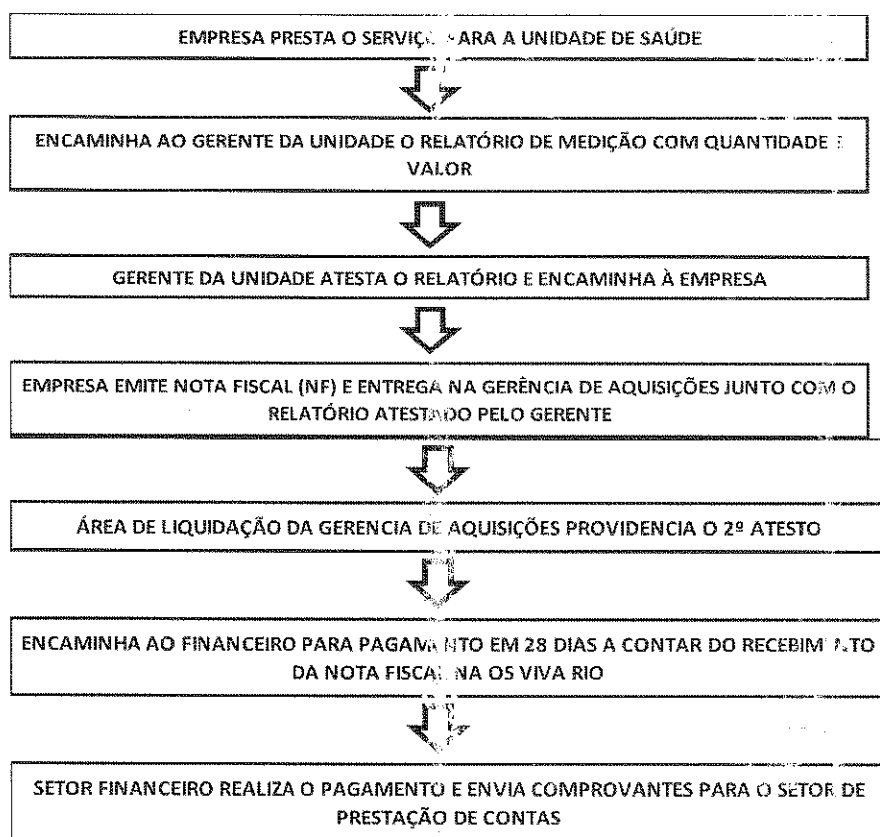 EMPRESA PRESTA O SERVIÇO PARA A UNIDADE DE SAÚDE
ENCAMINHA AO GERENTE DA UNIDADE O RELATÓRIO DE MEDIÇÃO COM QUANTIDADE E
VALOR
GERENTE DA UNIDADE ATESTA O RELATÓRIO E ENCAMINHA À EMPRESA
EMPRESA EMITE NOTA FISCAL (NF) E ENTREGA NA GERÊNCIA DE AQUISIÇÕES JUNTO COM O
RELATÓRIO ATESTADO PELO GERENTE
ÁREA DE LIQUIDAÇÃO DA GERENCIA DE AQUISIÇÕES PROVIDENCIA O 2º ATESTO
ENCAMINHA AO FINANCEIRO PARA PAGAMENTO EM 28 DIAS A CONTAR DO RECEBIMENTO
DA NOTA FISCAL NA OS VIVA RIO
SETOR FINANCEIRO REALIZA O PAGAMENTO E ENVIA COMPROVANTES PARA O SETOR DE
PRESTAÇÃO DE CONTAS